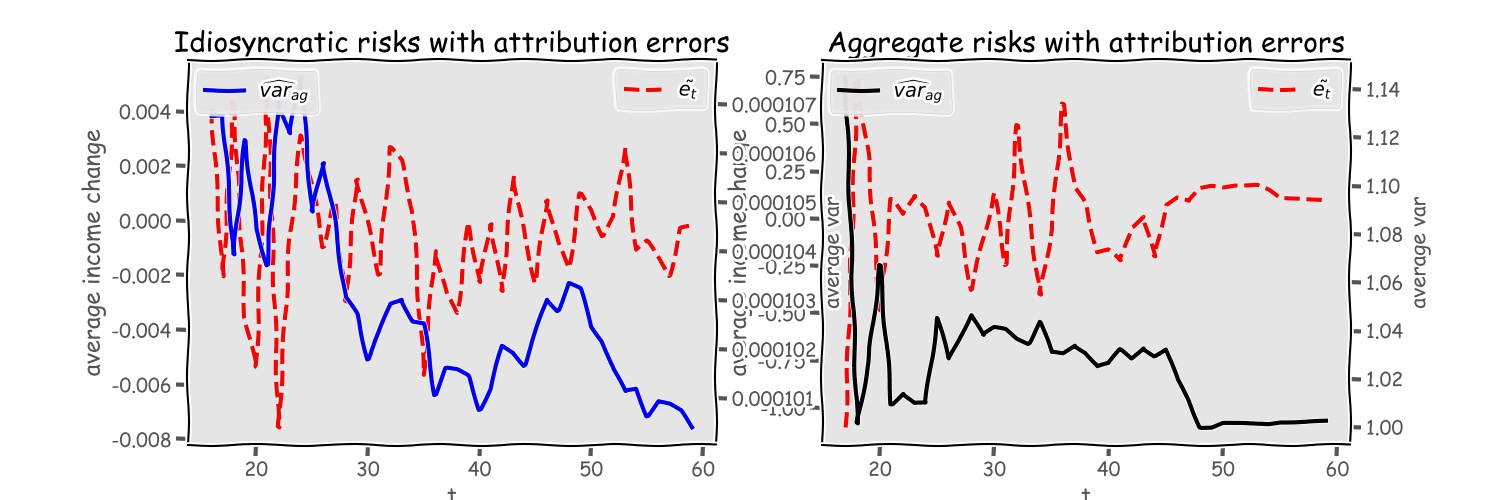 Idiosyncratic risks with attribution errors
Aggregate risks with attribution errors
var_ag
ẽ_t
var_ag
ẽ_t
average income change
0.004
0.002
0.000
-0.002
-0.004
-0.006
-0.008
0.000107
0.000106
0.000105
0.000104
0.000103
0.000102
0.000101
average var
average income change
0.75
0.50
0.25
0.00
-0.25
-0.50
-0.75
-1.00
1.14
1.12
1.10
1.08
1.06
1.04
1.02
1.00
average var
20 30 40 50 60
t
20 30 40 50 60
t